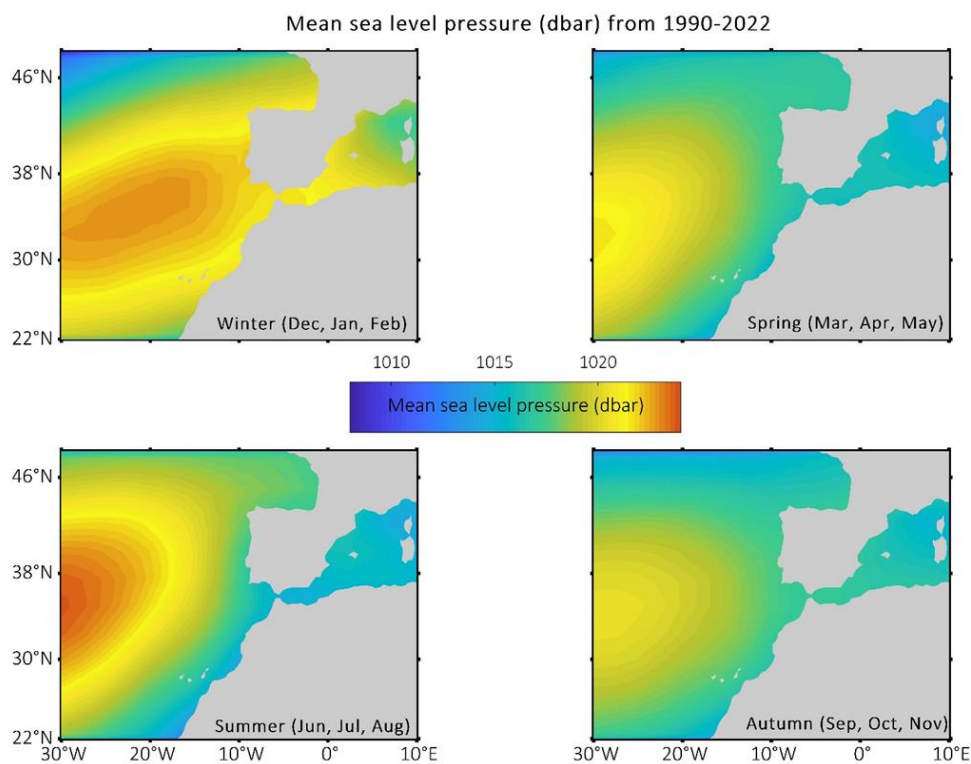 Mean sea level pressure (dbar) from 1990-2022
46°N
38°N
30°N
22°N
Winter (Dec, Jan, Feb)
Spring (Mar, Apr, May)
1010 1015 1020
Mean sea level pressure (dbar)
46°N
38°N
30°N
22°N
Summer (Jun, Jul, Aug)
Autumn (Sep, Oct, Nov)
30°W 20°W 10°W 0° 10°E
30°W 20°W 10°W 0° 10°E